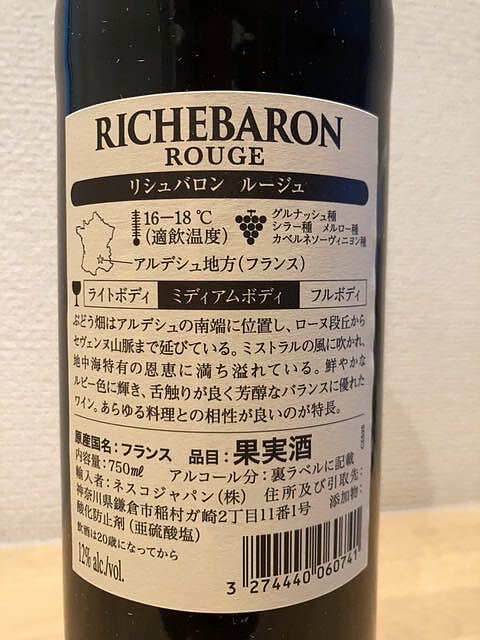 RICHEBARON
ROUGE
リシュバロン ルージュ
16−18℃
(適飲温度)
グルナッシュ種
シラー種 メルロー種
カベルネソーヴィニヨン種
アルデシュ地方(フランス)
ライトボディ ミディアムボディ フルボディ
ぶどう畑はアルデシュの南端に位置し、ローヌ段丘から
セヴェンヌ山脈まで延びている。ミストラルの風に吹かれ、
地中海特有の恩恵に満ち溢れている。鮮やかな
ルビー色に輝き、舌触りが良く芳醇なバランスに優れた
ワイン。あらゆる料理との相性が良いのが特長。
原産国名:フランス 品目:果実酒
内容量:750㎖ アルコール分:裏ラベルに記載
輸入者:ネスコジャパン(株) 住所及び引取先:
神奈川県鎌倉市稲村ガ崎2丁目11番1号 添加物:
酸化防止剤(亜硫酸塩)
飲酒は20歳になってから
12% alc./vol.
3 274440 060741